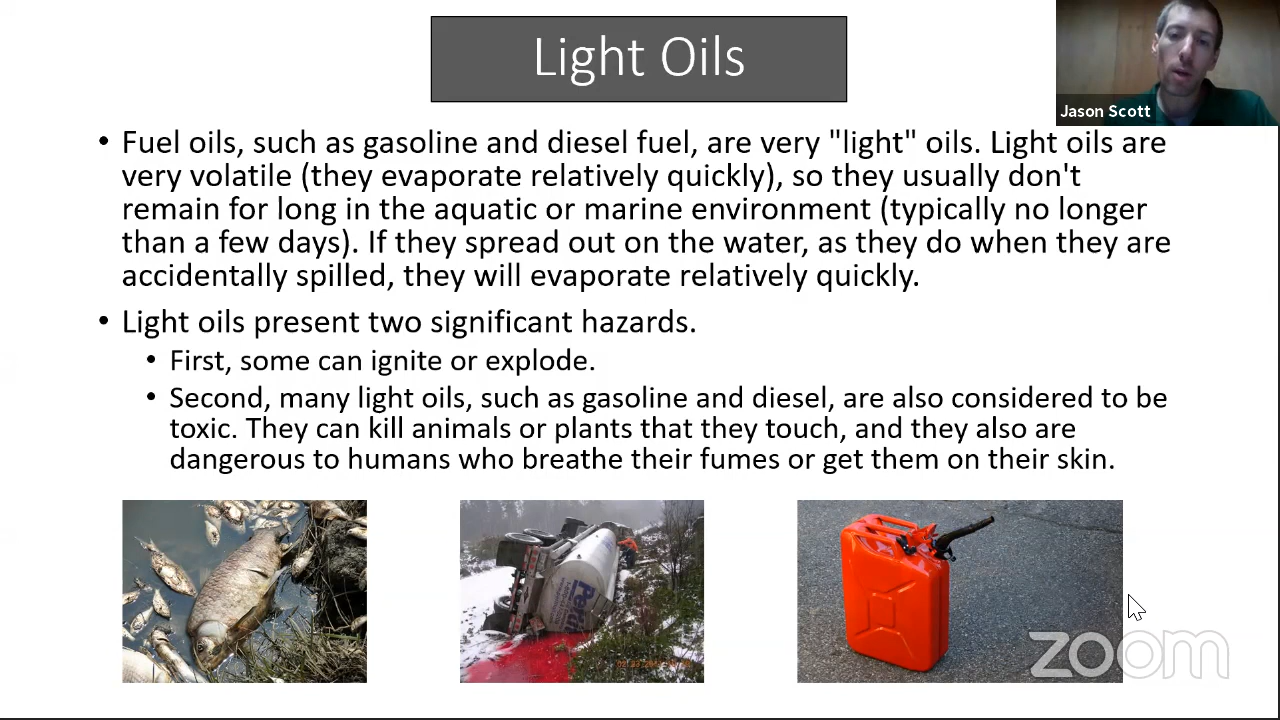 Light Oils
Jason Scott
• Fuel oils, such as gasoline and diesel fuel, are very "light" oils. Light oils are
very volatile (they evaporate relatively quickly), so they usually don't
remain for long in the aquatic or marine environment (typically no longer
than a few days). If they spread out on the water, as they do when they are
accidentally spilled, they will evaporate relatively quickly.
• Light oils present two significant hazards.
• First, some can ignite or explode.
• Second, many light oils, such as gasoline and diesel, are also considered to be
toxic. They can kill animals or plants that they touch, and they also are
dangerous to humans who breathe their fumes or get them on their skin.
zoom